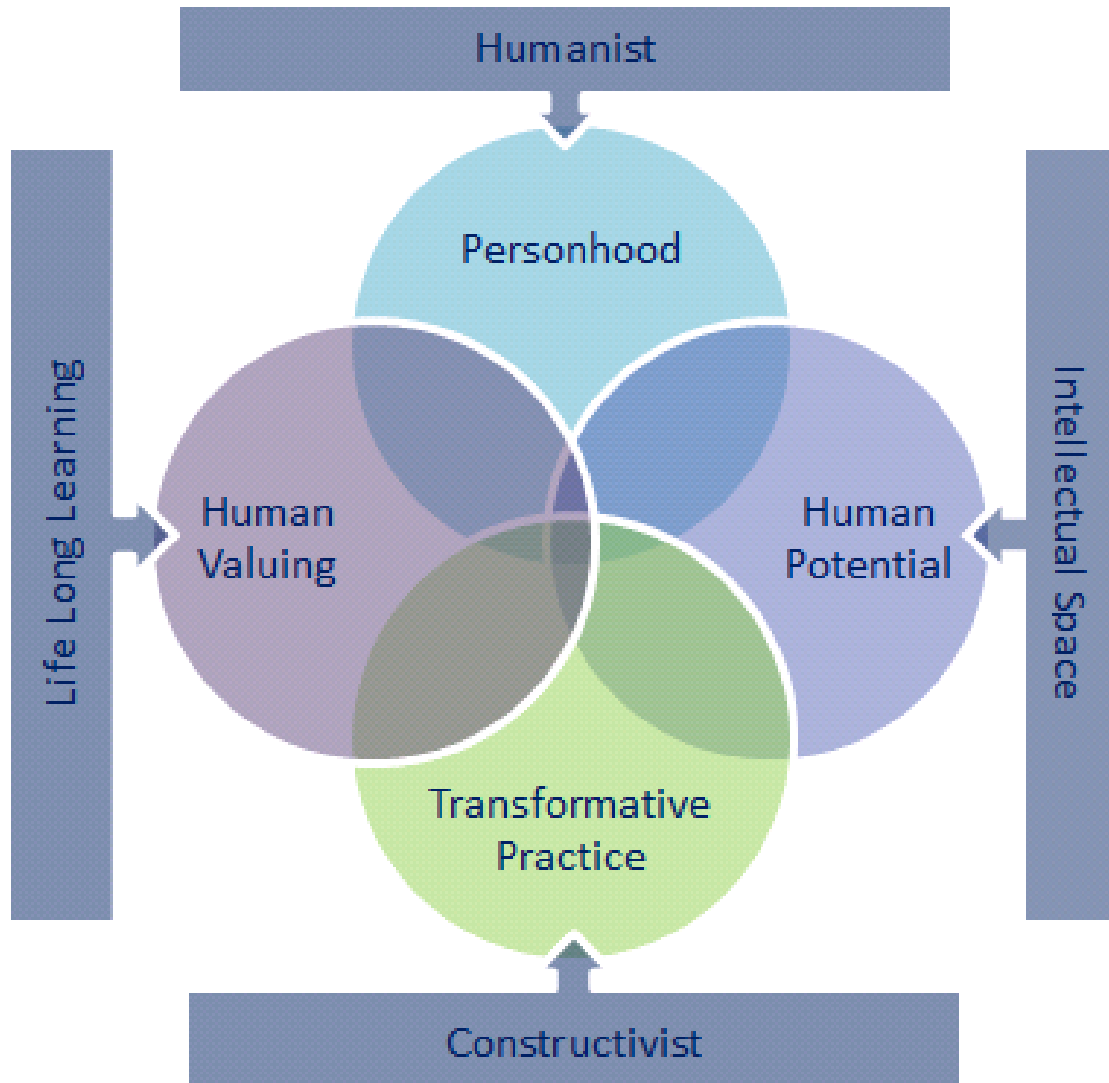 Humanist
Personhood
Life Long Learning
Human
Valuing
Human
Potential
Intellectual Space
Transformative
Practice
Constructivist